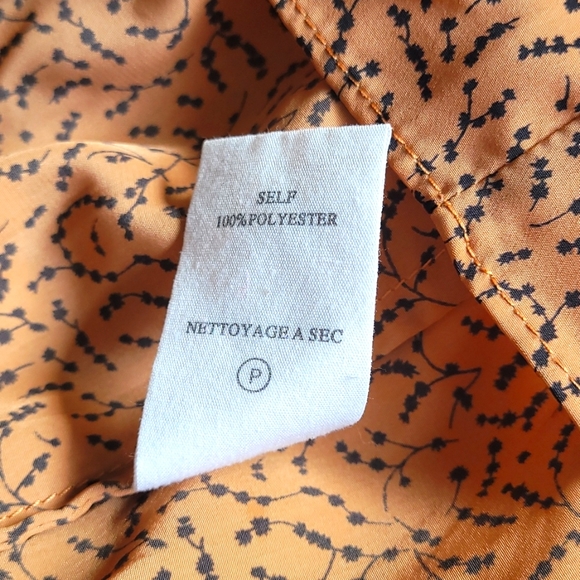 SELF
100%POLYESTER
NETTOYAGE A SEC
P